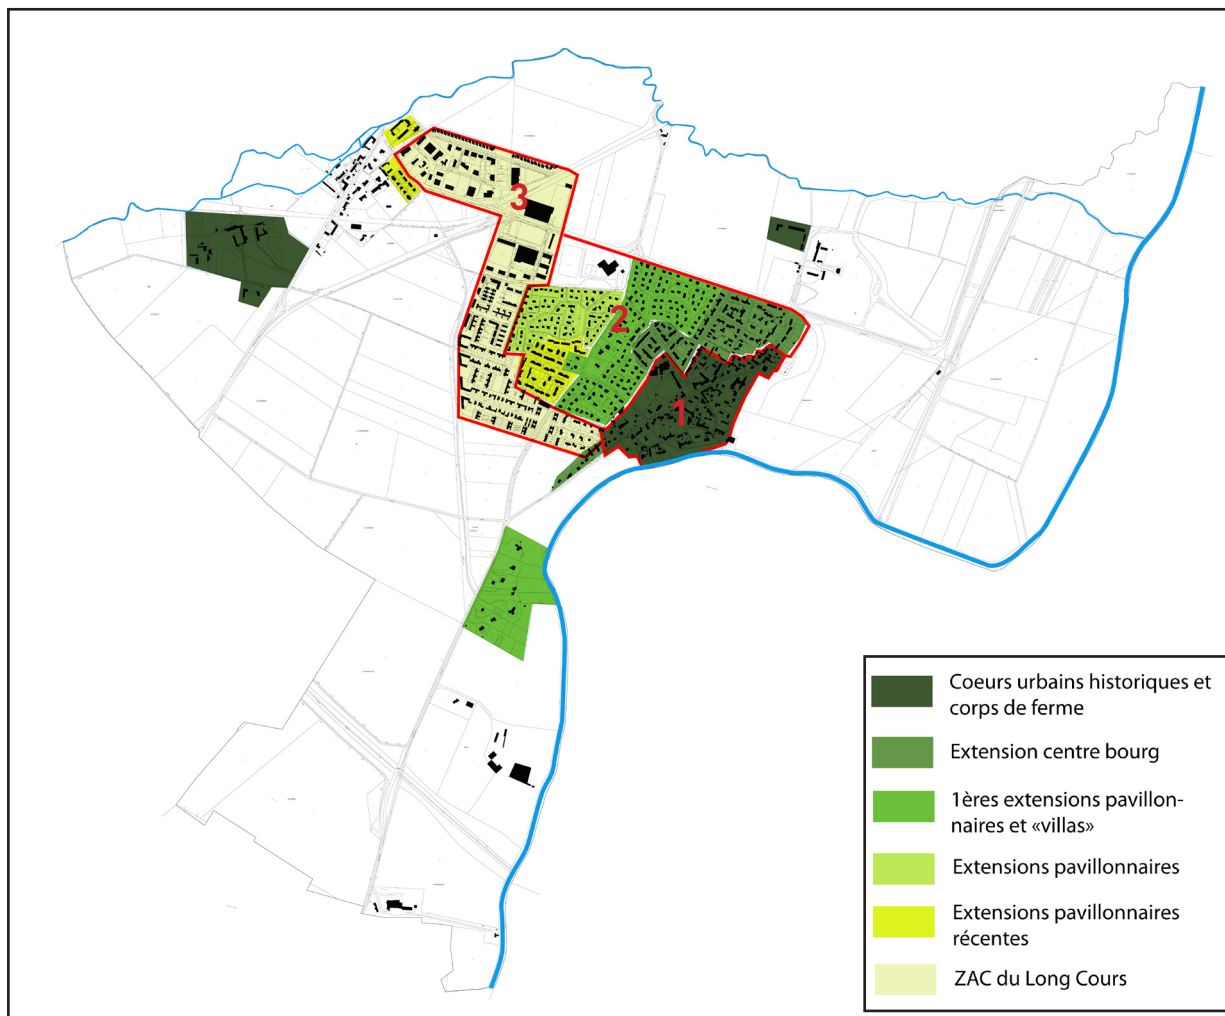 3
2
1
Coeurs urbains historiques et
corps de ferme
Extension centre bourg
1ères extensions pavillon-
naires et «villas»
Extensions pavillonnaires
Extensions pavillonnaires
récentes
ZAC du Long Cours